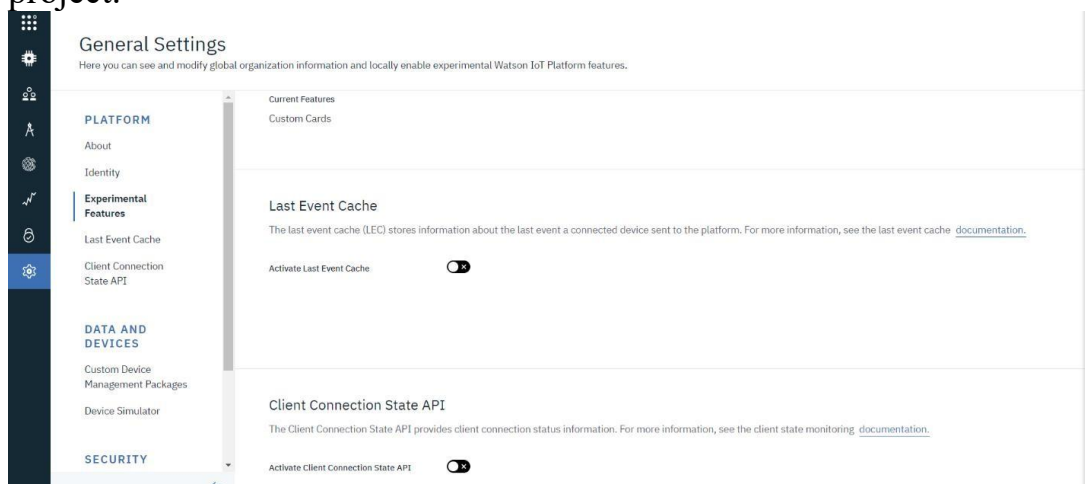 project.
General Settings
Here you can see and modify global organization information and locally enable experimental Watson IoT Platform features.
PLATFORM
About
Identity
Experimental
Features
Last Event Cache
Client Connection
State API
DATA AND
DEVICES
Custom Device
Management Packages
Device Simulator
SECURITY
Current Features
Custom Cards
Last Event Cache
The last event cache (LEC) stores information about the last event a connected device sent to the platform. For more information, see the last event cache documentation.
Activate Last Event Cache
Client Connection State API
The Client Connection State API provides client connection status information. For more information, see the client state monitoring documentation.
Activate Client Connection State API